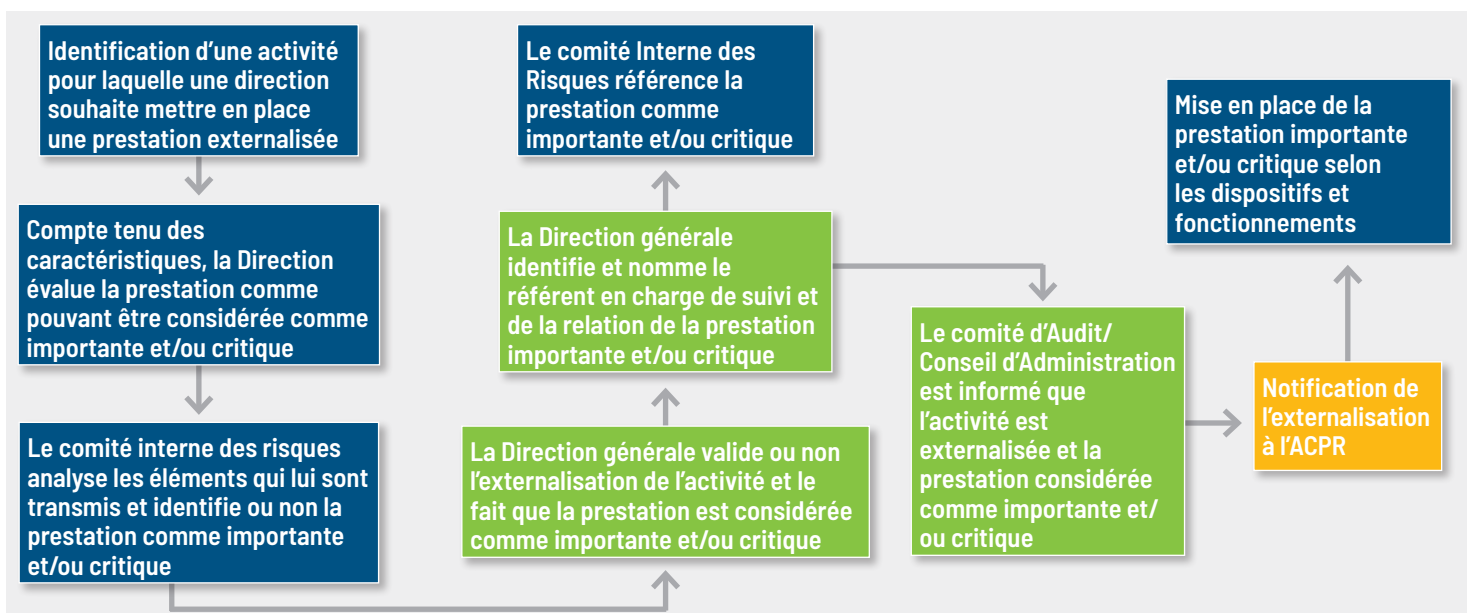 Identification d'une activité
pour laquelle une direction
souhaite mettre en place
une prestation externalisée
Compte tenu des
caractéristiques, la Direction
évalue la prestation comme
pouvant être considérée comme
importante et/ou critique
Le comité interne des risques
analyse les éléments qui lui sont
transmis et identifie ou non la
prestation comme importante
et/ou critique
La Direction générale valide ou non
l'externalisation de l'activité et le
fait que la prestation est considérée
comme importante et/ou critique
La Direction générale
identifie et nomme le
référent en charge de suivi et
de la relation de la prestation
importante et/ou critique
Le comité Interne des
Risques référence la
prestation comme
importante et/ou critique
Le comité d'Audit/
Conseil d'Administration
est informé que
l'activité est
externalisée et la
prestation considérée
comme importante et/
ou critique
Notification de
l'externalisation
à l'ACPR
Mise en place de la
prestation importante
et/ou critique selon
les dispositifs et
fonctionnements